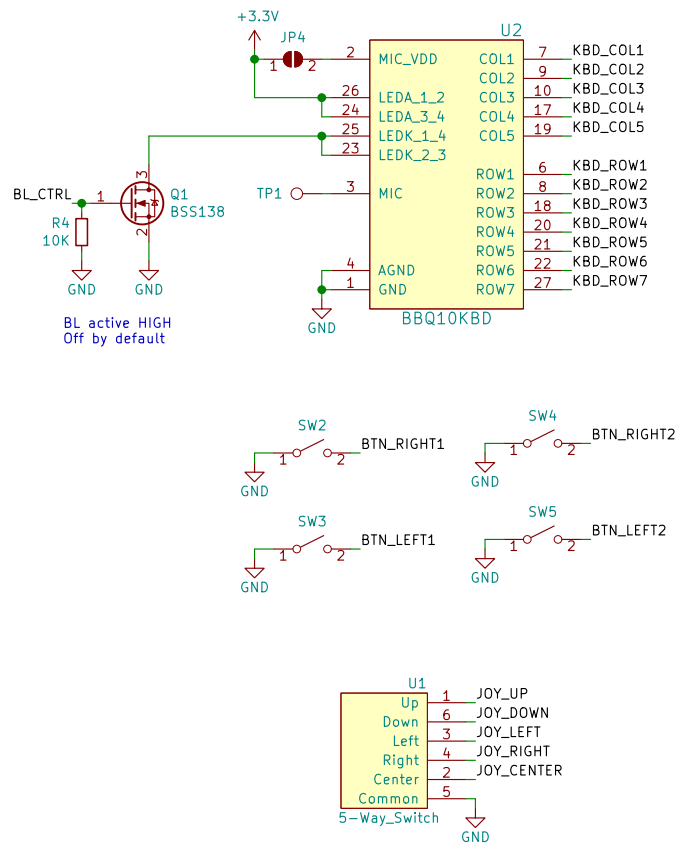 +3.3V
JP4
1 2
U2
2 MIC_VDD COL1 7 KBD_COL1
COL2 9 KBD_COL2
26 LEDA_1_2 COL3 10 KBD_COL3
24 LEDA_3_4 COL4 17 KBD_COL4
25 LEDK_1_4 COL5 19 KBD_COL5
23 LEDK_2_3
ROW1 6 KBD_ROW1
TP1 3 MIC ROW2 8 KBD_ROW2
ROW3 18 KBD_ROW3
ROW4 20 KBD_ROW4
ROW5 21 KBD_ROW5
4 AGND ROW6 22 KBD_ROW6
1 GND ROW7 27 KBD_ROW7
GND
BBQ10KBD
BL_CTRL
1
3
2
Q1
BSS138
R4
10K
GND
GND
BL active HIGH
Off by default
SW2
1 2 BTN_RIGHT1
GND
SW4
1 2 BTN_RIGHT2
GND
SW3
1 2 BTN_LEFT1
GND
SW5
1 2 BTN_LEFT2
GND
U1
Up 1 JOY_UP
Down 6 JOY_DOWN
Left 3 JOY_LEFT
Right 4 JOY_RIGHT
Center 2 JOY_CENTER
Common 5
5-Way_Switch
GND